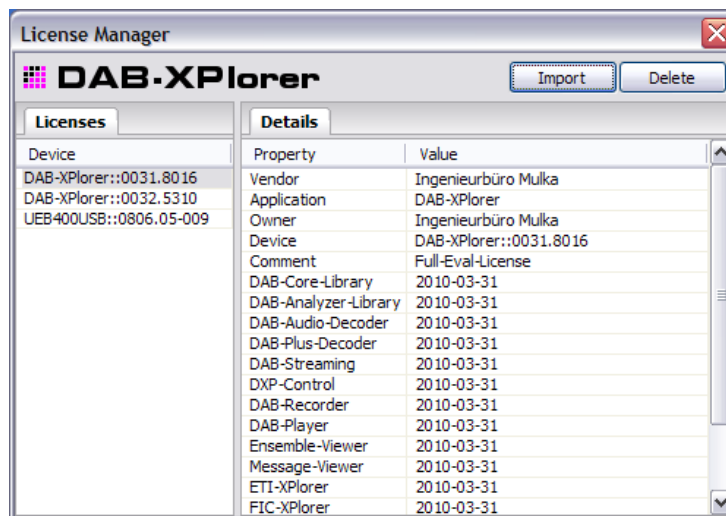 License Manager
DAB-XPlorer
Import
Delete
Licenses
Device
DAB-XPlorer::0031.8016
DAB-XPlorer::0032.5310
UEB400USB::0806.05-009
Details
Property Value
Vendor Ingenieurbüro Mulka
Application DAB-XPlorer
Owner Ingenieurbüro Mulka
Device DAB-XPlorer::0031.8016
Comment Full-Eval-License
DAB-Core-Library 2010-03-31
DAB-Analyzer-Library 2010-03-31
DAB-Audio-Decoder 2010-03-31
DAB-Plus-Decoder 2010-03-31
DAB-Streaming 2010-03-31
DXP-Control 2010-03-31
DAB-Recorder 2010-03-31
DAB-Player 2010-03-31
Ensemble-Viewer 2010-03-31
Message-Viewer 2010-03-31
ETI-XPlorer 2010-03-31
FIC-XPlorer 2010-03-31